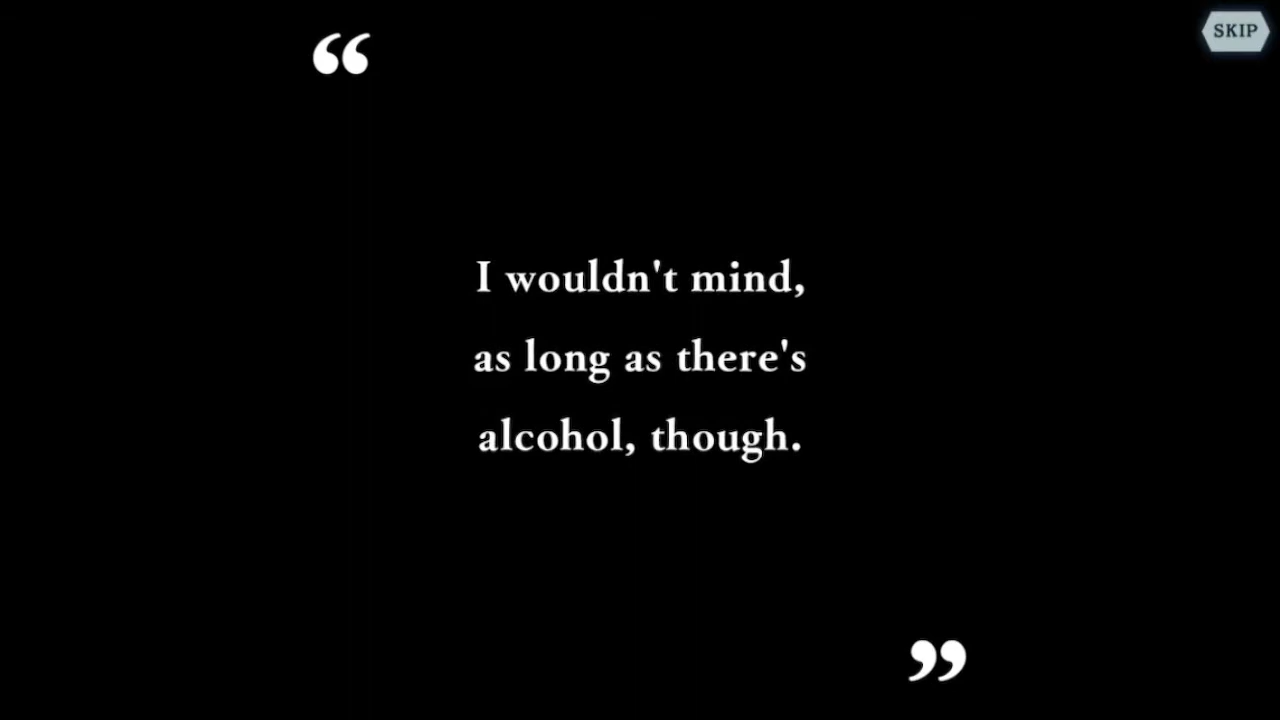 SKIP
“
I wouldn't mind,
as long as there's
alcohol, though.
”